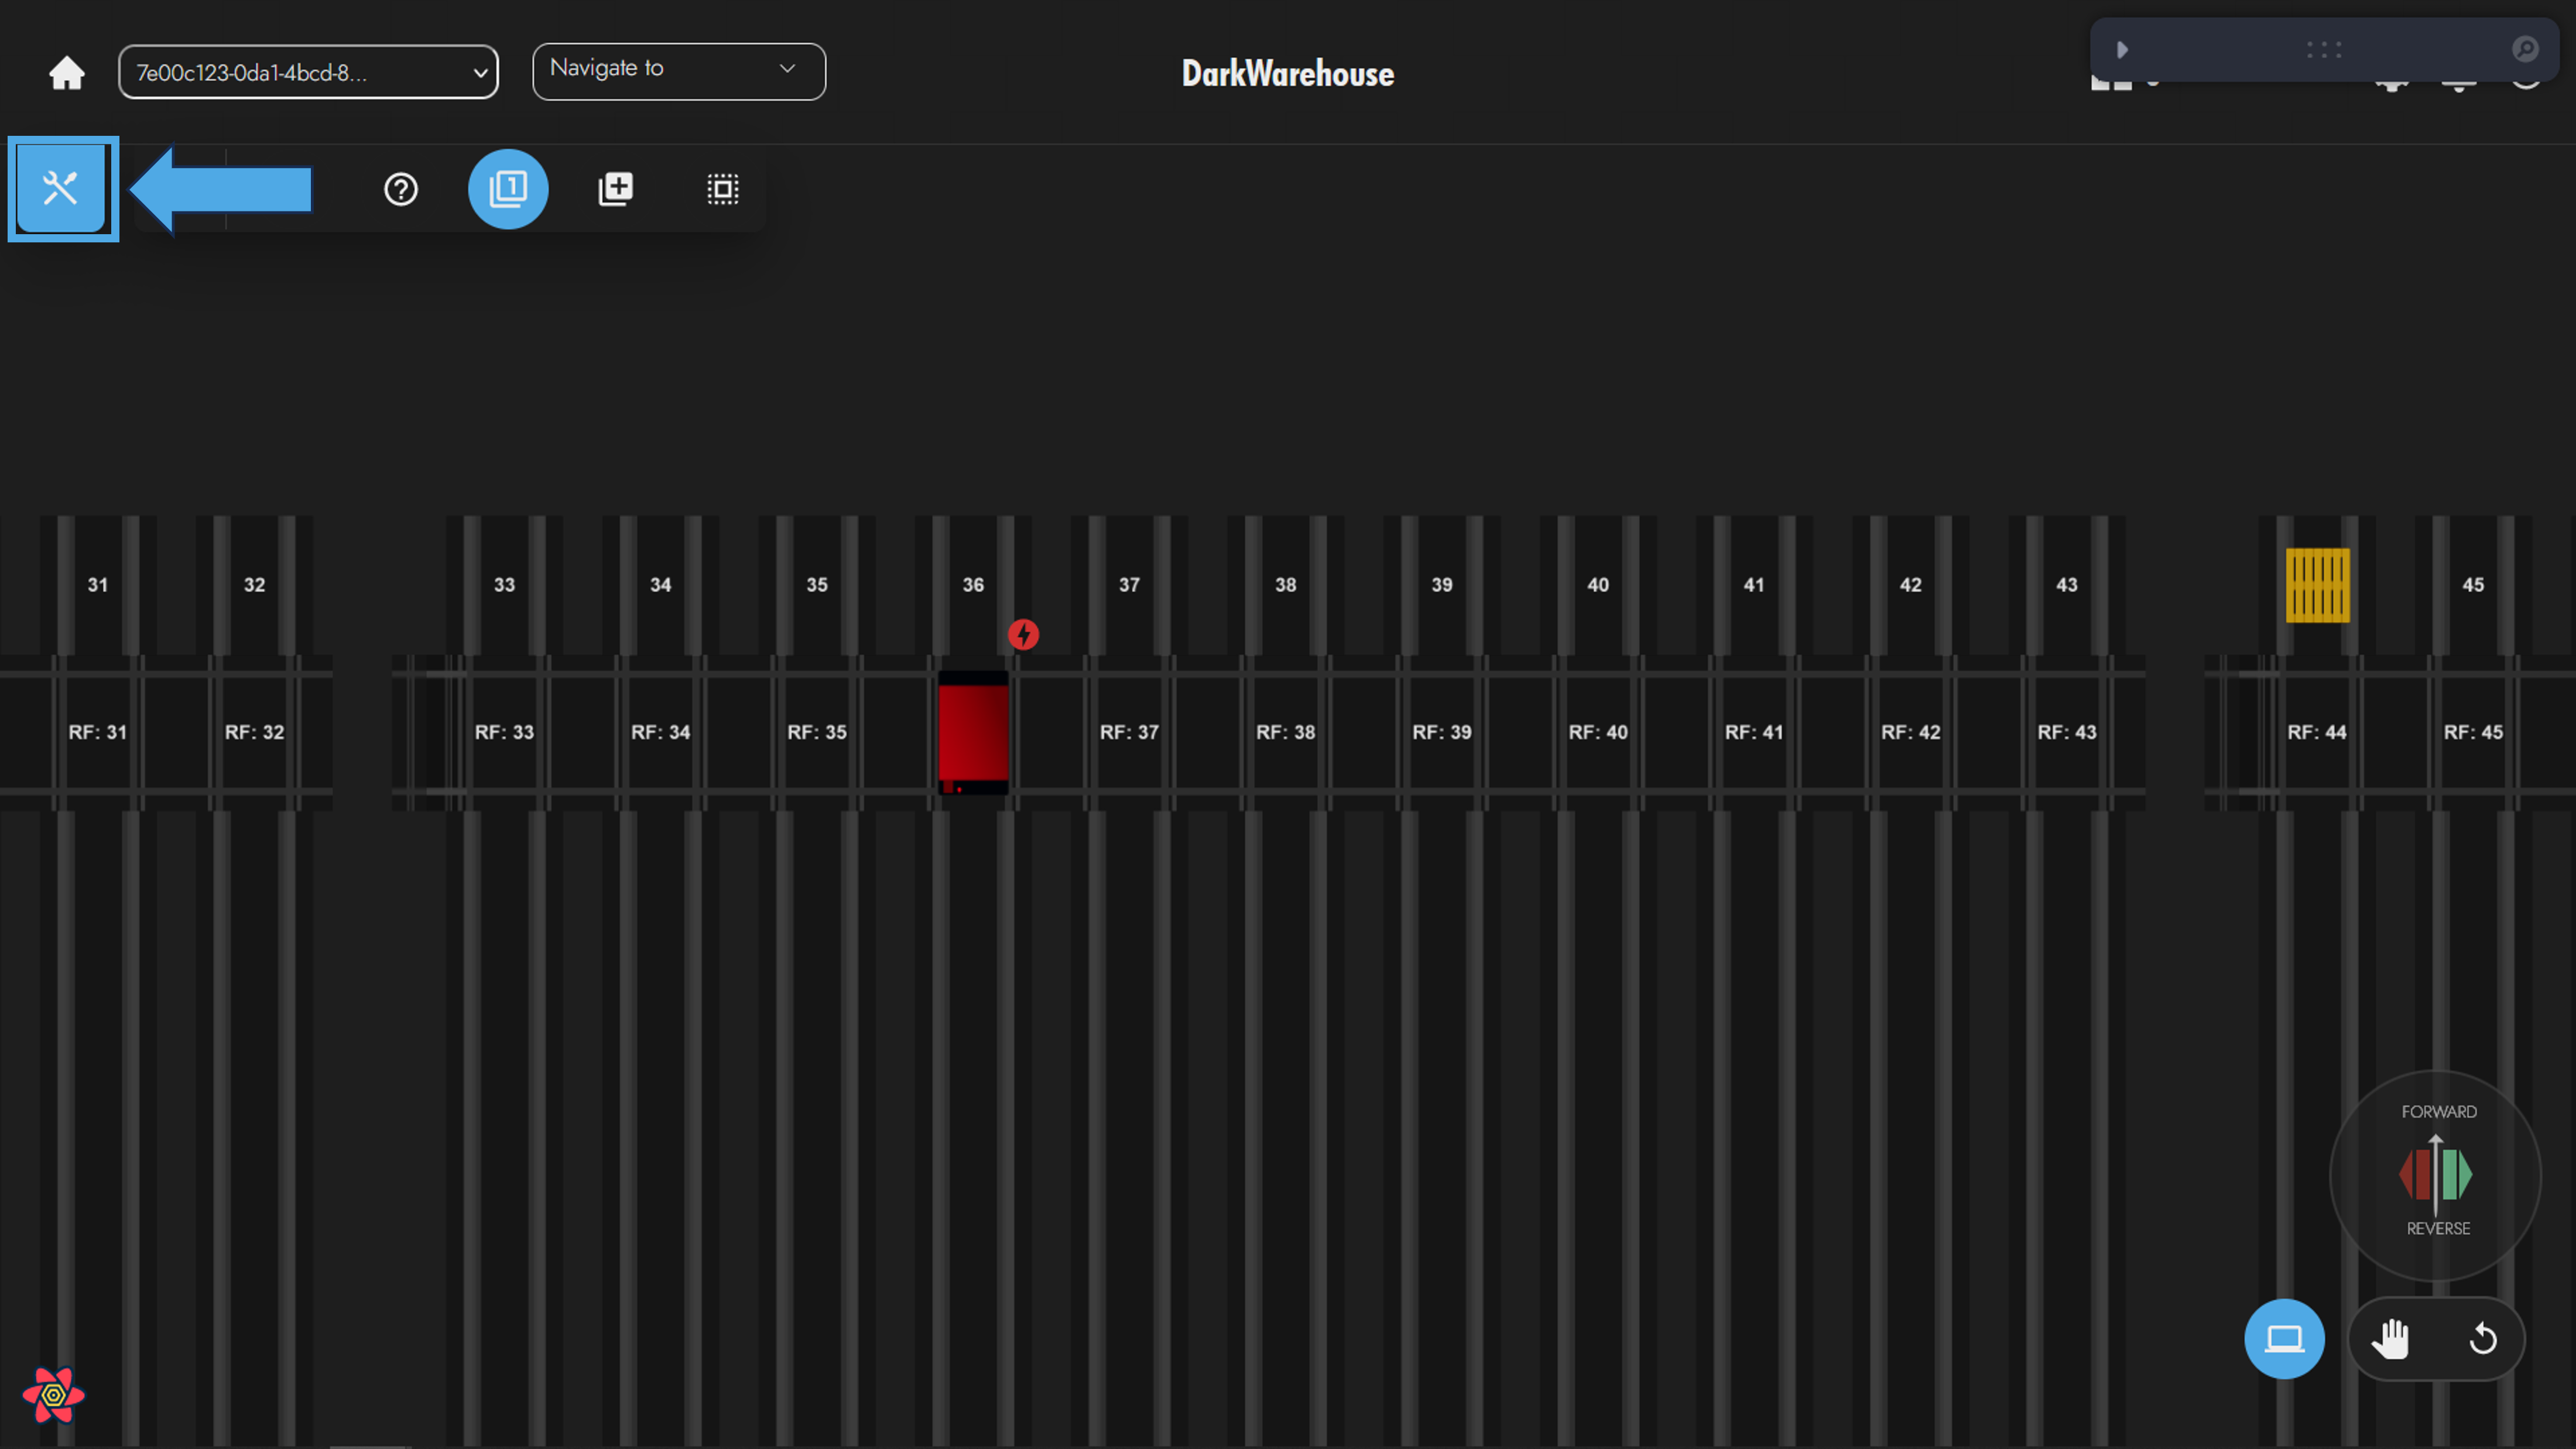 7e00c123-0da1-4bcd-8...
Navigate to
DarkWarehouse
1
31 32 33 34 35 36 37 38 39 40 41 42 43 45
RF: 31 RF: 32 RF: 33 RF: 34 RF: 35 RF: 37 RF: 38 RF: 39 RF: 40 RF: 41 RF: 42 RF: 43 RF: 44 RF: 45
FORWARD
REVERSE